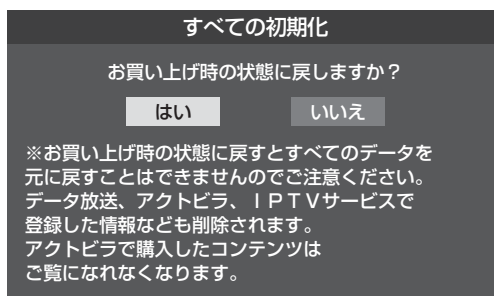 すべての初期化
お買い上げ時の状態に戻しますか？
はい いいえ
※お買い上げ時の状態に戻すとすべてのデータを
元に戻すことはできませんのでご注意ください。
データ放送、アクトビラ、ＩＰＴＶサービスで
登録した情報なども削除されます。
アクトビラで購入したコンテンツは
ご覧になれなくなります。